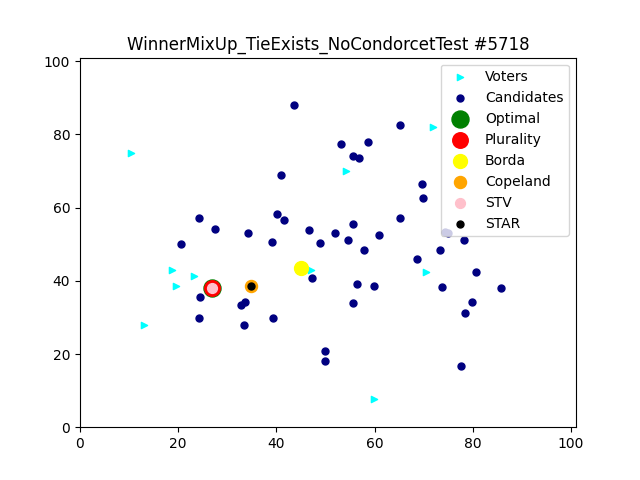 WinnerMixUp_TieExists_NoCondorcetTest #5718
100
80
60
40
20
0
0
20
40
60
80
100
Voters
Candidates
Optimal
Plurality
Borda
Copeland
STV
STAR